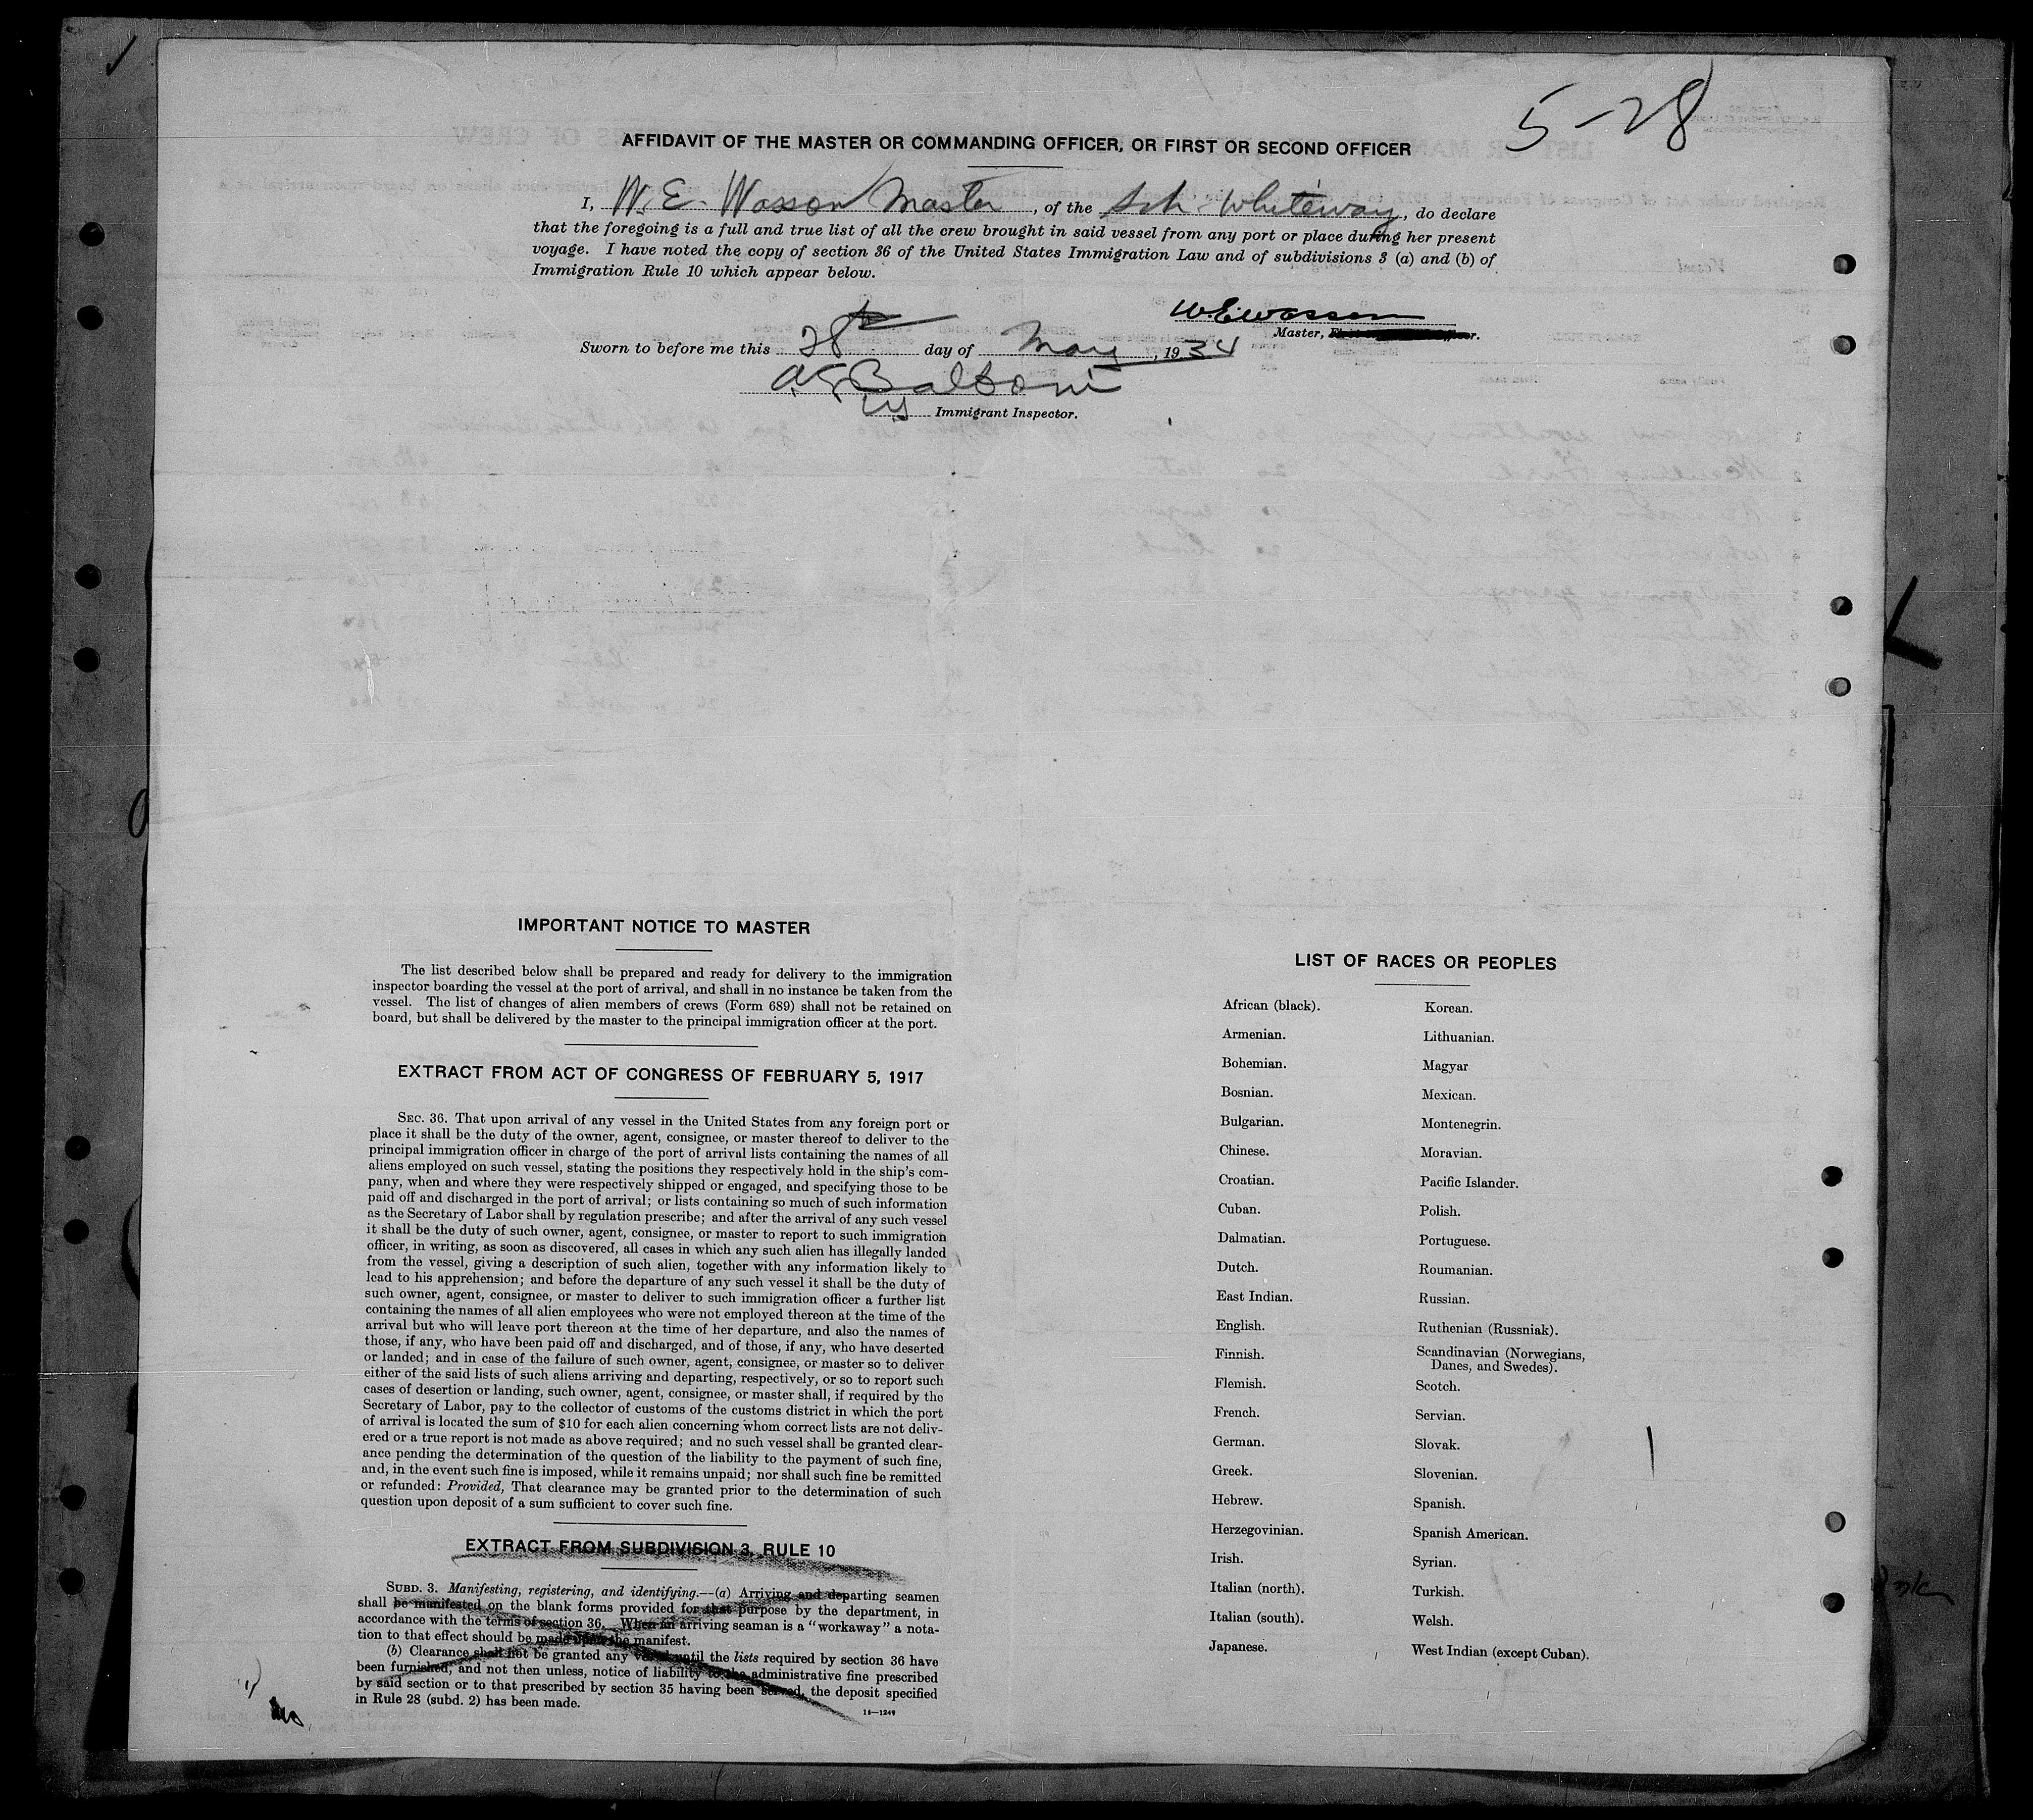 5-28
AFFIDAVIT OF THE MASTER OR COMMANDING OFFICER, OR FIRST OR SECOND OFFICER
I, W. E. Wasson Master, of the Sch Whiteway, do declare
that the foregoing is a full and true list of all the crew brought in said vessel from any port or place during her present
voyage. I have noted the copy of section 36 of the United States Immigration Law and of subdivisions 3 (a) and (b) of
Immigration Rule 10 which appear below.
W. E. Wasson
Master,
Sworn to before me this 28th day of May, 1934
Immigrant Inspector.
IMPORTANT NOTICE TO MASTER
The list described below shall be prepared and ready for delivery to the immigration
inspector boarding the vessel at the port of arrival, and shall in no instance be taken from the
vessel. The list of changes of alien members of crews (Form 689) shall not be retained on
board, but shall be delivered by the master to the principal immigration officer at the port.
EXTRACT FROM ACT OF CONGRESS OF FEBRUARY 5, 1917
SEC. 36. That upon arrival of any vessel in the United States from any foreign port or
place it shall be the duty of the owner, agent, consignee, or master thereof to deliver to the
principal immigration officer in charge of the port of arrival lists containing the names of all
aliens employed on such vessel, stating the positions they respectively hold in the ship's com-
pany, when and where they were respectively shipped or engaged, and specifying those to be
paid off and discharged in the port of arrival; or lists containing so much of such information
as the Secretary of Labor shall by regulation prescribe; and after the arrival of any such vessel
it shall be the duty of such owner, agent, consignee, or master to report to such immigration
officer, in writing, as soon as discovered, all cases in which any such alien has illegally landed
from the vessel, giving a description of such alien, together with any information likely to
lead to his apprehension; and before the departure of any such vessel it shall be the duty of
such owner, agent, consignee, or master to deliver to such immigration officer a further list
containing the names of all alien employees who were not employed thereon at the time of the
arrival but who will leave port thereon at the time of her departure, and also the names of
those, if any, who have been paid off and discharged, and of those, if any, who have deserted
or landed; and in case of the failure of such owner, agent, consignee, or master so to deliver
either of the said lists of such aliens arriving and departing, respectively, or so to report such
cases of desertion or landing, such owner, agent, consignee, or master shall, if required by the
Secretary of Labor, pay to the collector of customs of the customs district in which the port
of arrival is located the sum of $10 for each alien concerning whom correct lists are not deliv-
ered or a true report is not made as above required; and no such vessel shall be granted clear-
ance pending the determination of the question of the liability to the payment of such fine,
and, in the event such fine is imposed, while it remains unpaid; nor shall such fine be remitted
or refunded: Provided, That clearance may be granted prior to the determination of such
question upon deposit of a sum sufficient to cover such fine.
EXTRACT FROM SUBDIVISION 3, RULE 10
SUBD. 3. Manifesting, registering, and identifying.—(a) Arriving and departing seamen
shall be manifested on the blank forms provided for that purpose by the department, in
accordance with the terms of section 36. When an arriving seaman is a "workaway" a nota-
tion to that effect should be made upon the manifest.
(b) Clearance shall not be granted any vessel until the lists required by section 36 have
been furnished, and not then unless, notice of liability to the administrative fine prescribed
by said section or to that prescribed by section 35 having been served, the deposit specified
in Rule 28 (subd. 2) has been made.
16—1249
LIST OF RACES OR PEOPLES
African (black).
Armenian.
Bohemian.
Bosnian.
Bulgarian.
Chinese.
Croatian.
Cuban.
Dalmatian.
Dutch.
East Indian.
English.
Finnish.
Flemish.
French.
German.
Greek.
Hebrew.
Herzegovinian.
Irish.
Italian (north).
Italian (south).
Japanese.
Korean.
Lithuanian.
Magyar
Mexican.
Montenegrin.
Moravian.
Pacific Islander.
Polish.
Portuguese.
Roumanian.
Russian.
Ruthenian (Russniak).
Scandinavian (Norwegians,
Danes, and Swedes).
Scotch.
Servian.
Slovak.
Slovenian.
Spanish.
Spanish American.
Syrian.
Turkish.
Welsh.
West Indian (except Cuban).